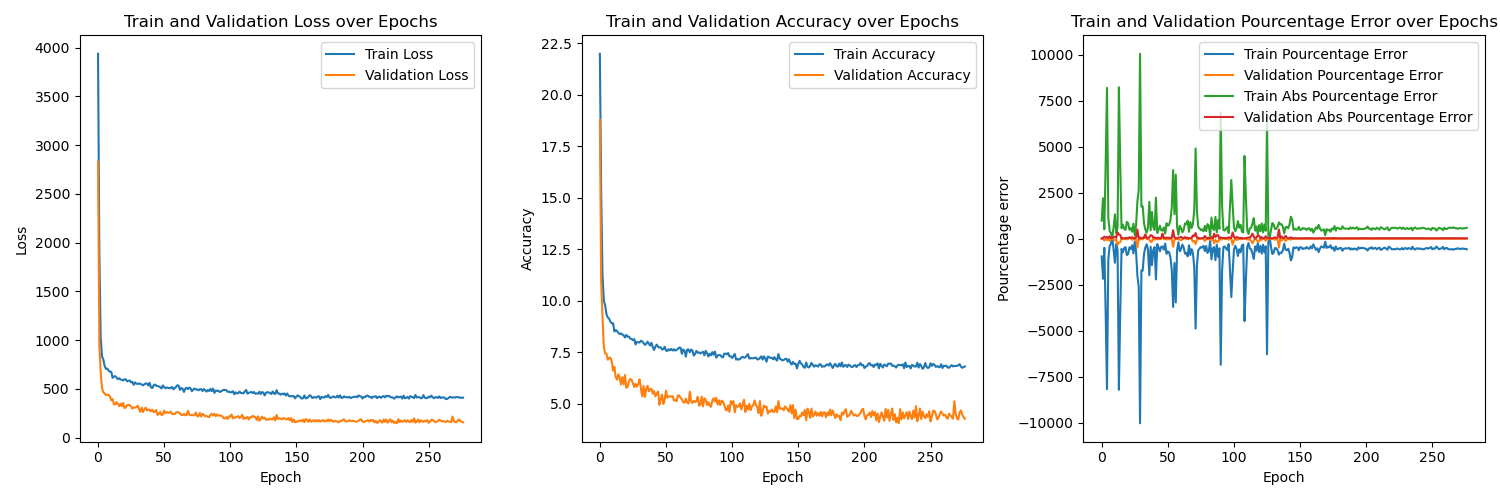 Train and Validation Loss over Epochs
Train Loss
Validation Loss
4000
3500
3000
2500
2000
1500
1000
500
0
Loss
0
50
100
150
200
250
Epoch
Train and Validation Accuracy over Epochs
Train Accuracy
Validation Accuracy
22.5
20.0
17.5
15.0
12.5
10.0
7.5
5.0
Accuracy
0
50
100
150
200
250
Epoch
Train and Validation Pourcentage Error over Epochs
Train Pourcentage Error
Validation Pourcentage Error
Train Abs Pourcentage Error
Validation Abs Pourcentage Error
10000
7500
5000
2500
0
−2500
−5000
−7500
−10000
Pourcentage error
0
50
100
150
200
250
Epoch